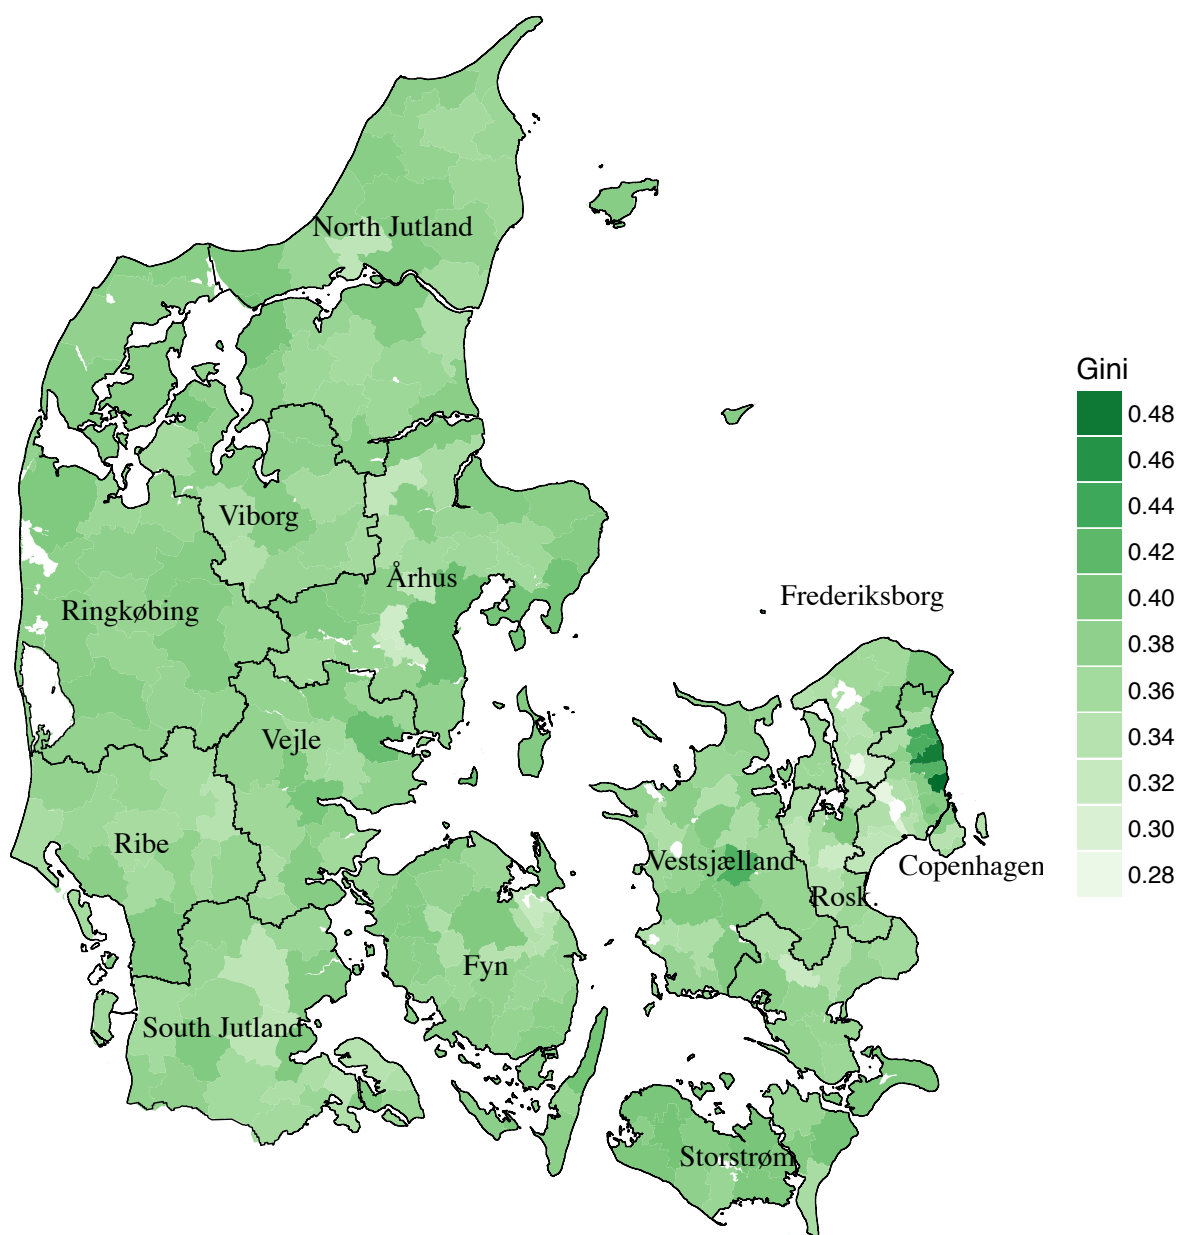 North Jutland
Gini
0.48
0.46
0.44
0.42
0.40
0.38
0.36
0.34
0.32
0.30
0.28
Viborg
Århus
Frederiksborg
Ringkøbing
Vejle
Ribe
Vestsjælland
Copenhagen
Rosk.
Fyn
South Jutland
Storstrøm